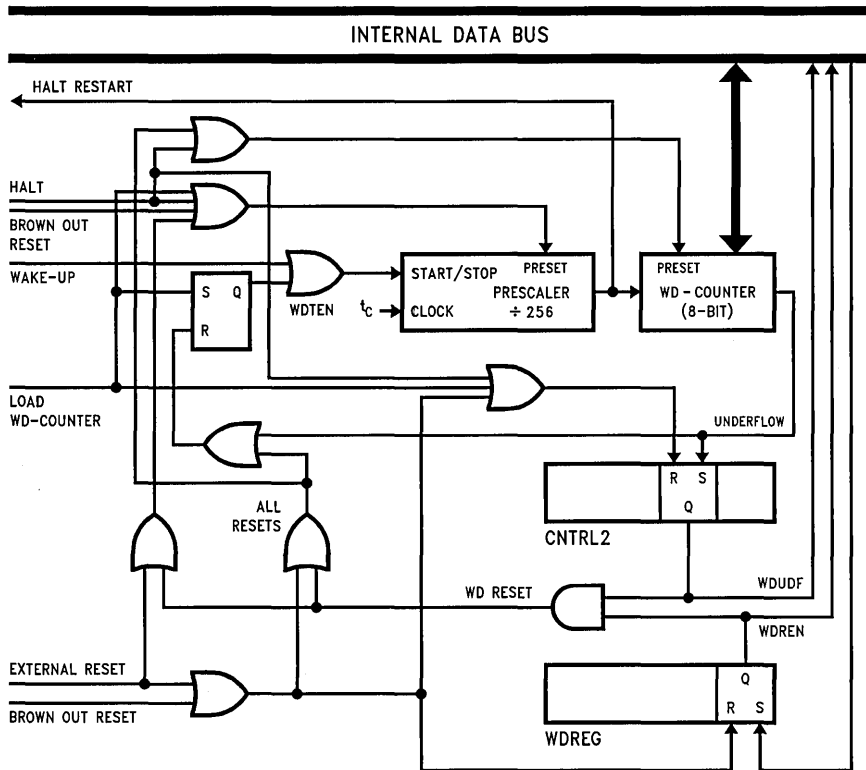 INTERNAL DATA BUS
HALT RESTART
HALT
BROWN OUT
RESET
WAKE-UP
S Q
R
WDTEN
START/STOP
PRESET
t_C
CLOCK
PRESCALER
÷ 256
PRESET
WD-COUNTER
(8-BIT)
LOAD
WD-COUNTER
UNDERFLOW
R S
Q
CNTRL2
ALL
RESETS
WD RESET
WDUDF
WDREN
EXTERNAL RESET
BROWN OUT RESET
Q
R S
WDREG